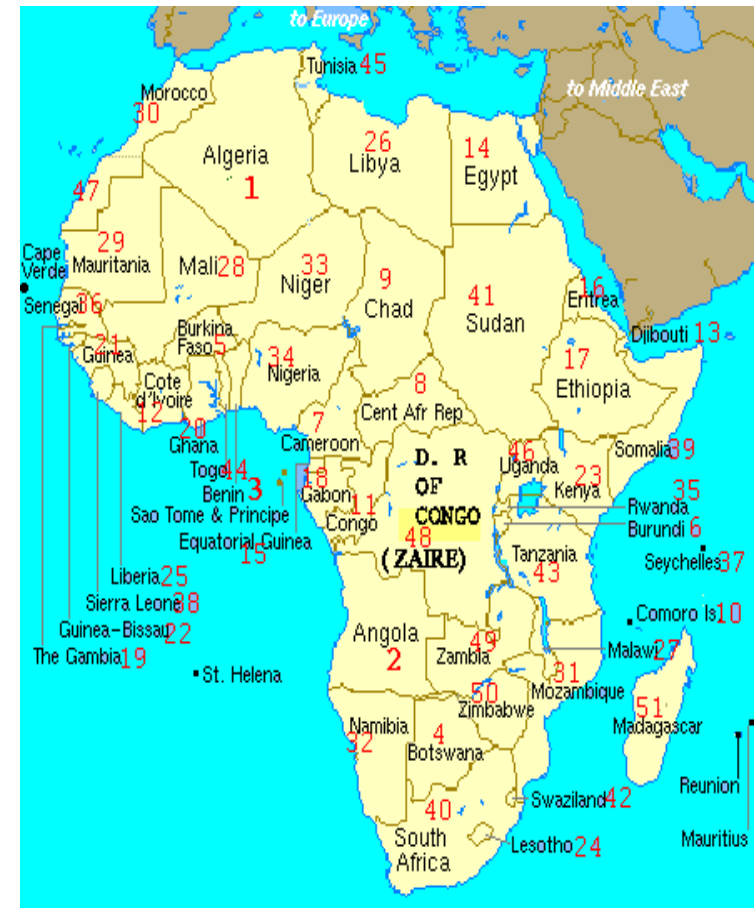 to Europe
Tunisia 45
to Middle East
Morocco
30
Algeria
1
26
Libya
14
Egypt
47
29
Mauritania
Cape
Verde
Mali 28
33
Niger
9
Chad
41
Sudan
16
Eritrea
Senegal 36
Djibouti 13
21
Guinea
Burkina
Faso 5
34
Nigeria
17
Ethiopia
Cote
d'Ivoire
12
8
Cent Afr Rep
7
Cameroon
20
Ghana
Togo 44
Benin 3
Sao Tome & Principe
Equatorial Guinea
15
18
Gabon
11
Congo
D. R
OF
CONGO
48
(ZAIRE)
46
Uganda
23
Kenya
Somalia 39
35
Rwanda
Burundi 6
Tanzania
43
Seychelles 37
Liberia 25
Sierra Leone 38
Guinea-Bissau 22
The Gambia 19
St. Helena
Comoro Is 10
Angola
2
49
Zambia
Malawi 27
31
Mozambique
50
Zimbabwe
51
Madagascar
Namibia
32
4
Botswana
Reunion
Mauritius
40
South
Africa
Swaziland 42
Lesotho 24